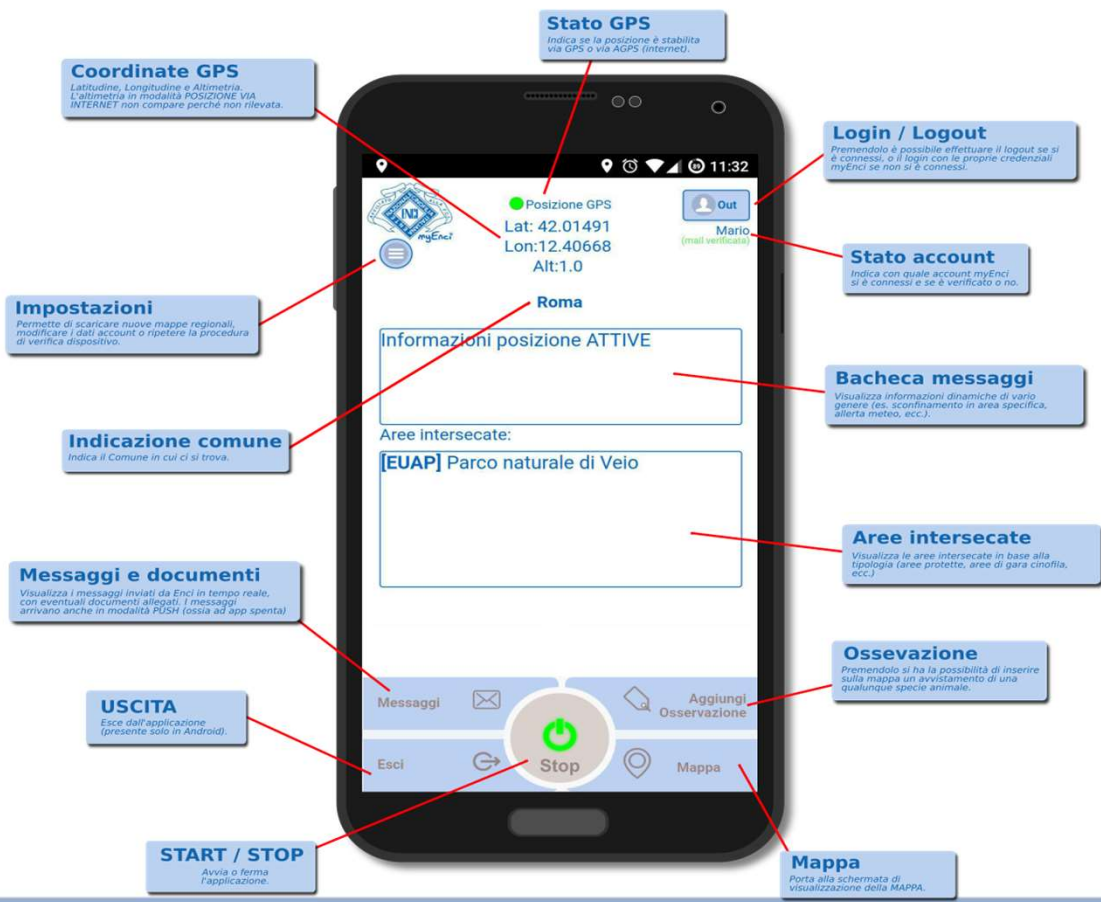 Stato GPS
Indica se la posizione è stabilita
via GPS o via AGPS (internet).
Coordinate GPS
Latitudine, Longitudine e Altimetria.
L'altimetria in modalità POSIZIONE VIA
INTERNET non compare perché non rilevata.
Login / Logout
Premendolo è possibile effettuare il logout se si
è connessi, o il login con le proprie credenziali
myEnci se non si è connessi.
89 11:32
ENCI
myEnci
Posizione GPS
Lat: 42.01491
Lon:12.40668
Alt:1.0
Out
Mario
(mail verificata)
Stato account
Indica con quale account myEnci
si è connessi e se è verificato o no.
Impostazioni
Permette di scaricare nuove mappe regionali,
modificare i dati account o ripetere la procedura
di verifica dispositivo.
Roma
Informazioni posizione ATTIVE
Bacheca messaggi
Visualizza informazioni dinamiche di vario
genere (es. sconfinamento in area specifica,
allerta meteo, ecc.).
Indicazione comune
Indica il Comune in cui ci si trova.
Aree intersecate:
[EUAP] Parco naturale di Veio
Aree intersecate
Visualizza le aree intersecate in base alla
tipologia (aree protette, aree di gara cinofila,
ecc.)
Messaggi e documenti
Visualizza i messaggi inviati da Enci in tempo reale,
con eventuali documenti allegati. I messaggi
arrivano anche in modalità PUSH (ossia ad app spenta)
Ossevazione
Premendolo si ha la possibilità di inserire
sulla mappa un avvistamento di una
qualunque specie animale.
Messaggi
Aggiungi
Osservazione
USCITA
Esce dall'applicazione
(presente solo in Android).
Esci
Stop
Mappa
START / STOP
Avvia o ferma
l'applicazione.
Mappa
Porta alla schermata di
visualizzazione della MAPPA.